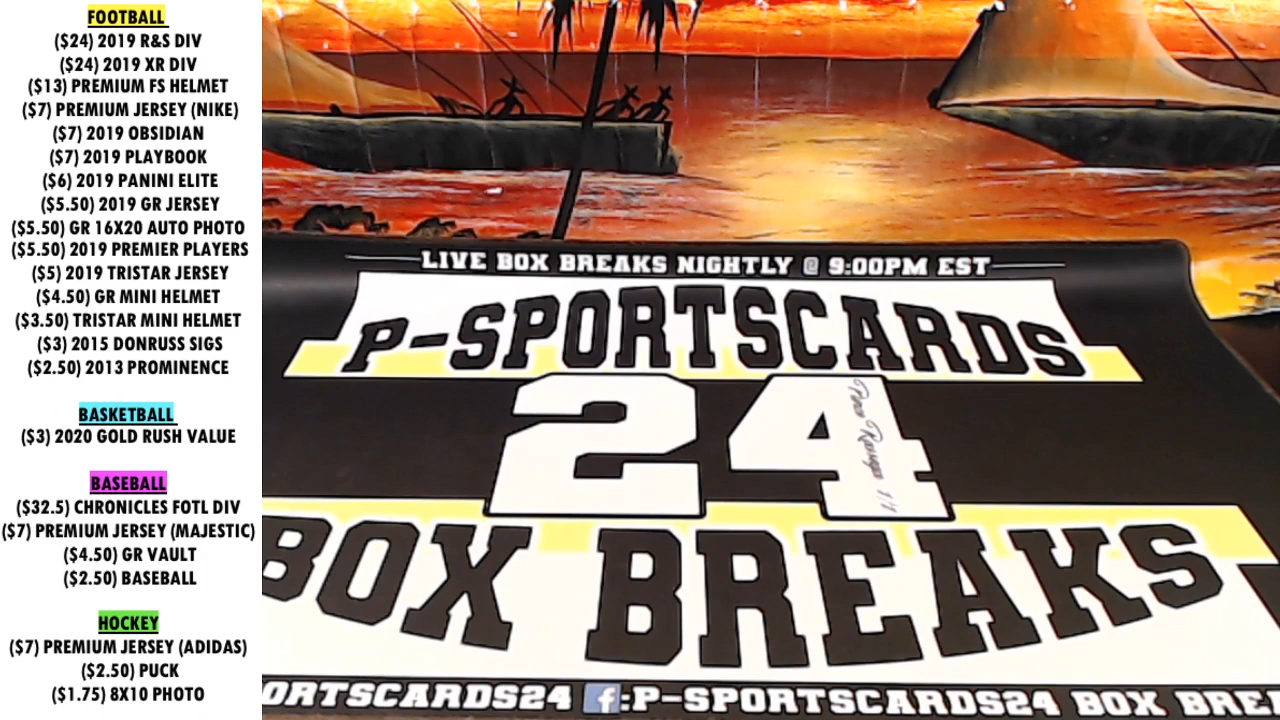 FOOTBALL
($24) 2019 R&S DIV
($24) 2019 XR DIV
($13) PREMIUM FS HELMET
($7) PREMIUM JERSEY (NIKE)
($7) 2019 OBSIDIAN
($7) 2019 PLAYBOOK
($6) 2019 PANINI ELITE
($5.50) 2019 GR JERSEY
($5.50) GR 16X20 AUTO PHOTO
($5.50) 2019 PREMIER PLAYERS
($5) 2019 TRISTAR JERSEY
($4.50) GR MINI HELMET
($3.50) TRISTAR MINI HELMET
($3) 2015 DONRUSS SIGS
($2.50) 2013 PROMINENCE
BASKETBALL
($3) 2020 GOLD RUSH VALUE
BASEBALL
($32.5) CHRONICLES FOTL DIV
($7) PREMIUM JERSEY (MAJESTIC)
($4.50) GR VAULT
($2.50) BASEBALL
HOCKEY
($7) PREMIUM JERSEY (ADIDAS)
($2.50) PUCK
($1.75) 8X10 PHOTO
LIVE BOX BREAKS NIGHTLY @ 9:00PM EST
P-SPORTSCARDS
24
BOX BREAKS
ORTSCARDS24 f:P-SPORTSCARDS24 BOX BREA